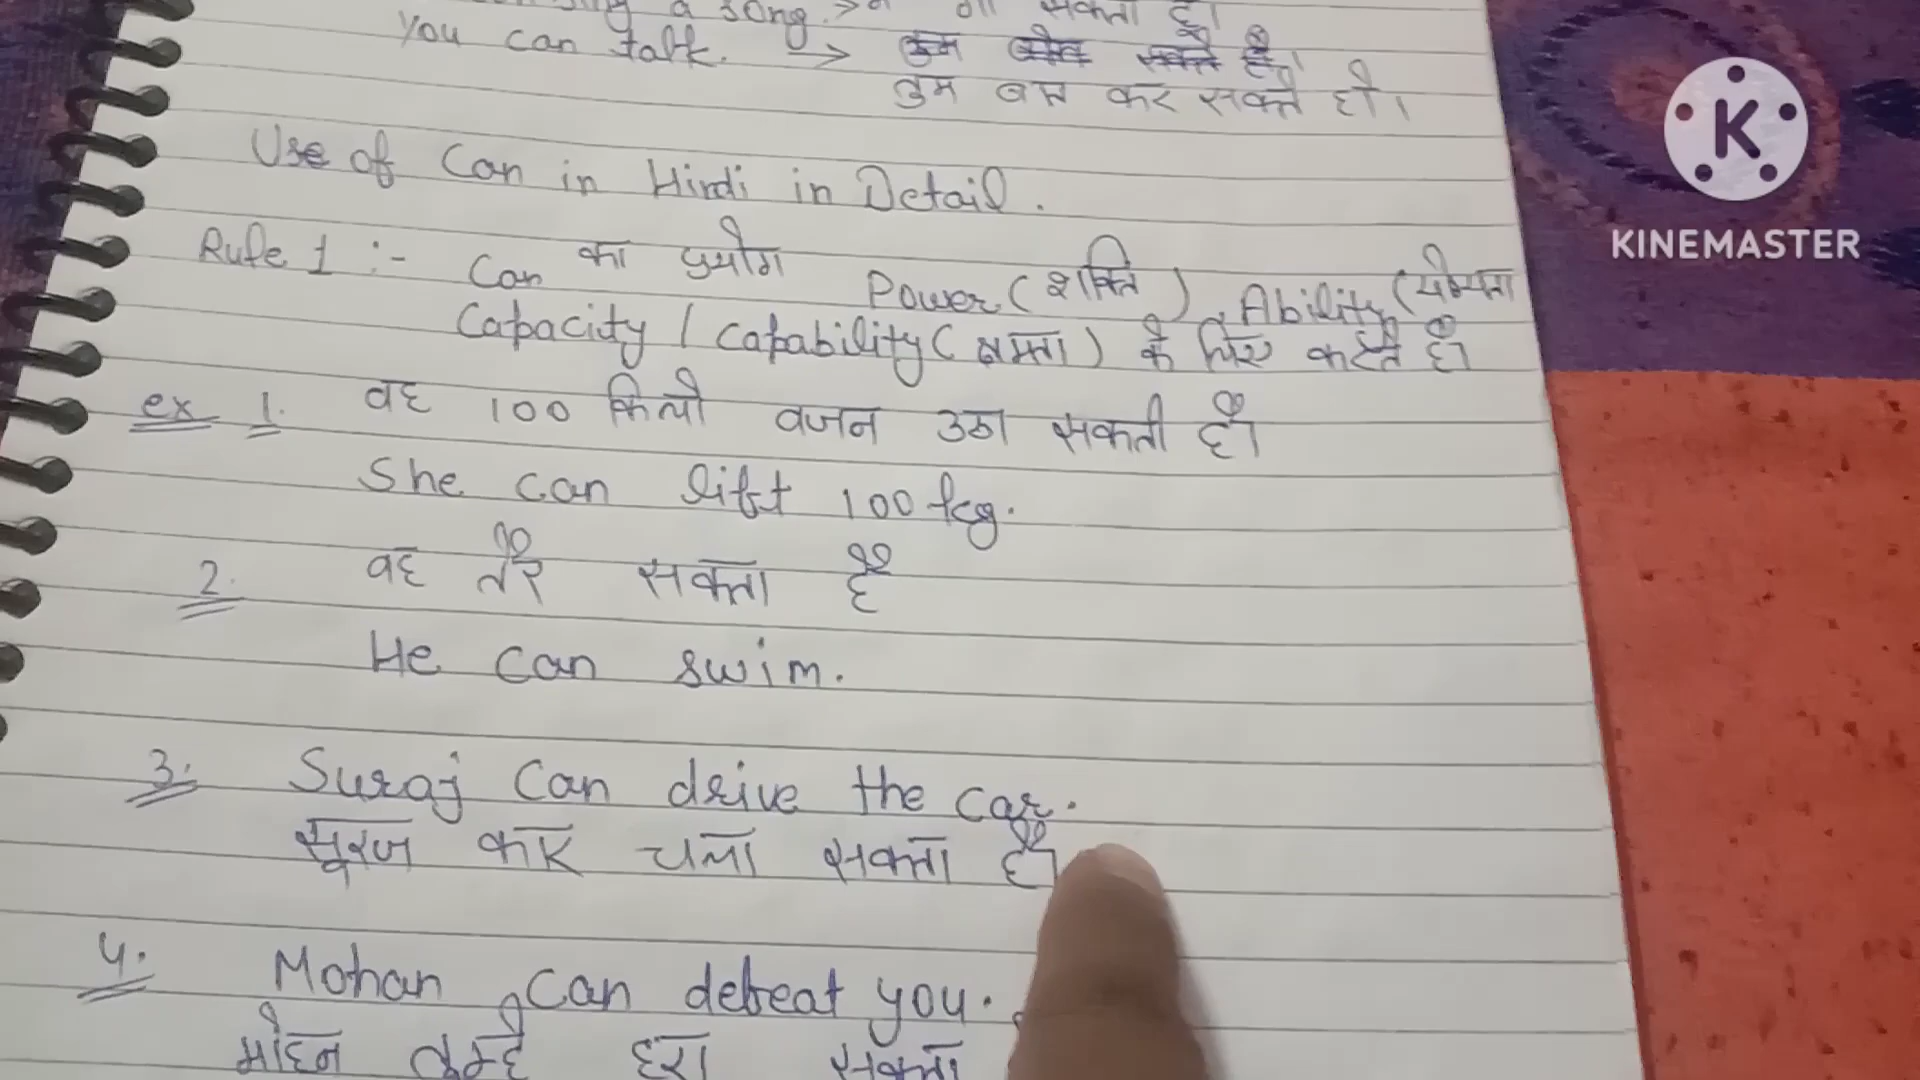 a song. → गा सकता हूँ।
You can talk. →
तुम बात कर सकते हो।
Use of Can in Hindi in Detail.
Rule 1 :- Can का प्रयोग Power (शक्ति), Ability (योग्यता
Capacity / Capability (क्षमता) के लिए करते है।
ex 1. वह 100 किलो वजन उठा सकती है।
She can lift 100 kg.
2. वह तैर सकता है
He can swim.
3. Suraj Can drive the car.
सूरज कार चला सकता है।
4. Mohan Can defeat you.
मोहन तुम्हे हरा सकता
KINEMASTER